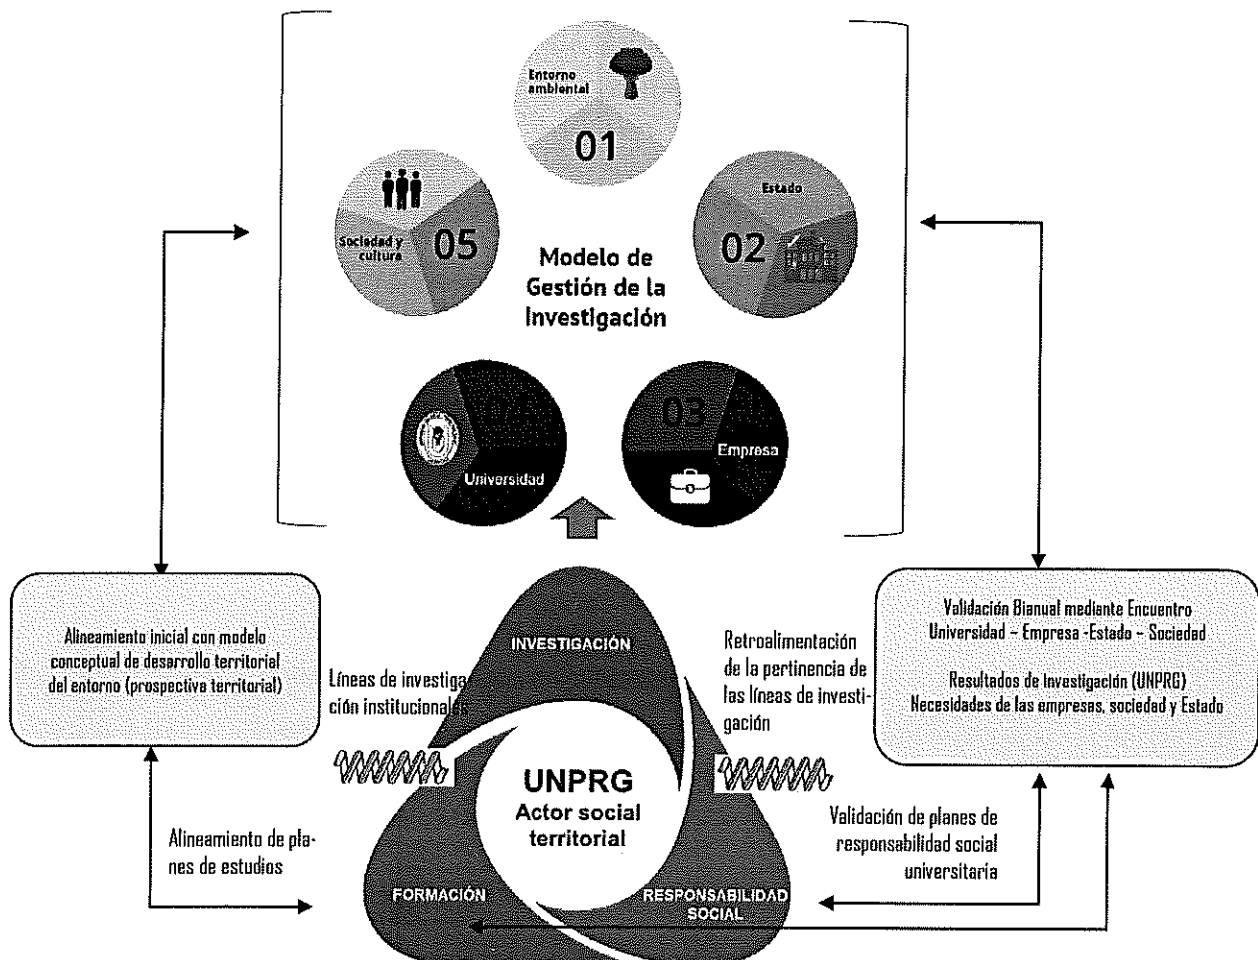 Entorno
ambiental
01
Estado
02
Sociedad y
cultura
05
Modelo de
Gestión de la
Investigación
03
Empresa
Universidad
Alineamiento inicial con modelo
conceptual de desarrollo territorial
del entorno (prospectiva territorial)
Validación Bianual mediante Encuentro
Universidad – Empresa -Estado – Sociedad
Resultados de Investigación (UNPRG)
Necesidades de las empresas, sociedad y Estado
INVESTIGACIÓN
Líneas de investiga
ción institucionales
Retroalimentación
de la pertinencia de
las líneas de investi-
gación
UNPRG
Actor social
territorial
Alineamiento de pla-
nes de estudios
Validación de planes de
responsabilidad social
universitaria
FORMACIÓN
RESPONSABILIDAD
SOCIAL